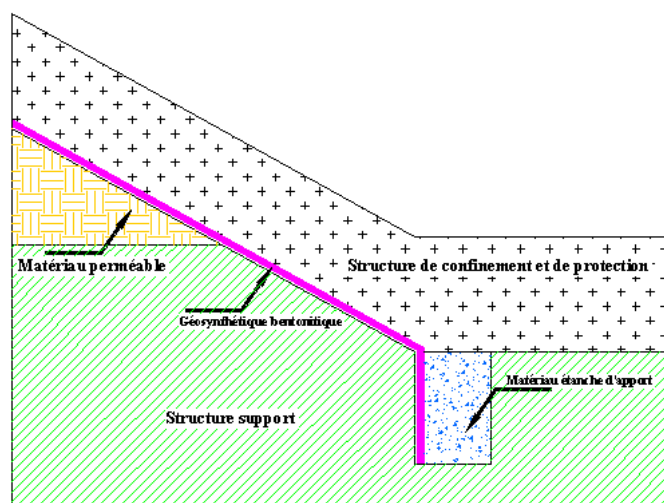 Matériau perméable
Structure de confinement et de protection
Géosynthétique bentonitique
Matériau étanche d'apport
Structure support